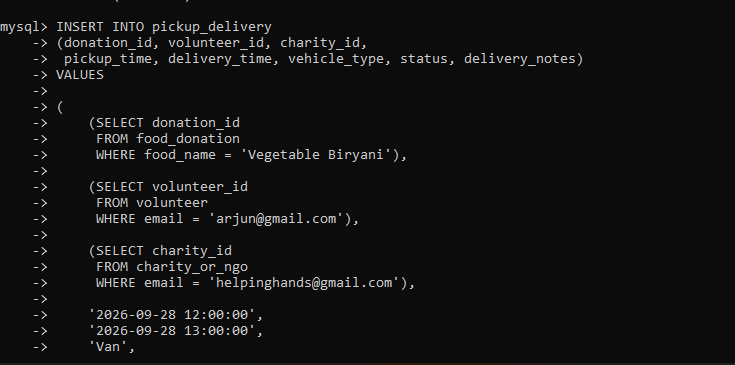 mysql> INSERT INTO pickup_delivery
    -> (donation_id, volunteer_id, charity_id,
    ->  pickup_time, delivery_time, vehicle_type, status, delivery_notes)
    -> VALUES
    ->
    -> (
    ->     (SELECT donation_id
    ->      FROM food_donation
    ->      WHERE food_name = 'Vegetable Biryani'),
    ->
    ->     (SELECT volunteer_id
    ->      FROM volunteer
    ->      WHERE email = 'arjun@gmail.com'),
    ->
    ->     (SELECT charity_id
    ->      FROM charity_or_ngo
    ->      WHERE email = 'helpinghands@gmail.com'),
    ->
    ->     '2026-09-28 12:00:00',
    ->     '2026-09-28 13:00:00',
    ->     'Van',